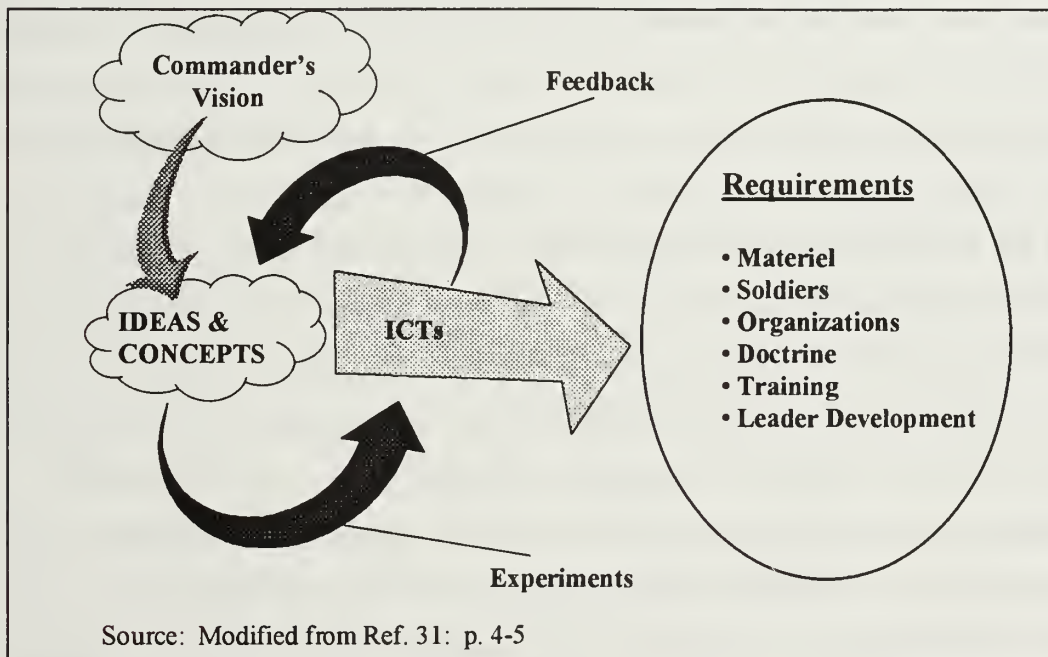 Commander's
Vision
Feedback
IDEAS &
CONCEPTS
ICTs
Requirements
• Materiel
• Soldiers
• Organizations
• Doctrine
• Training
• Leader Development
Experiments
Source: Modified from Ref. 31: p. 4-5